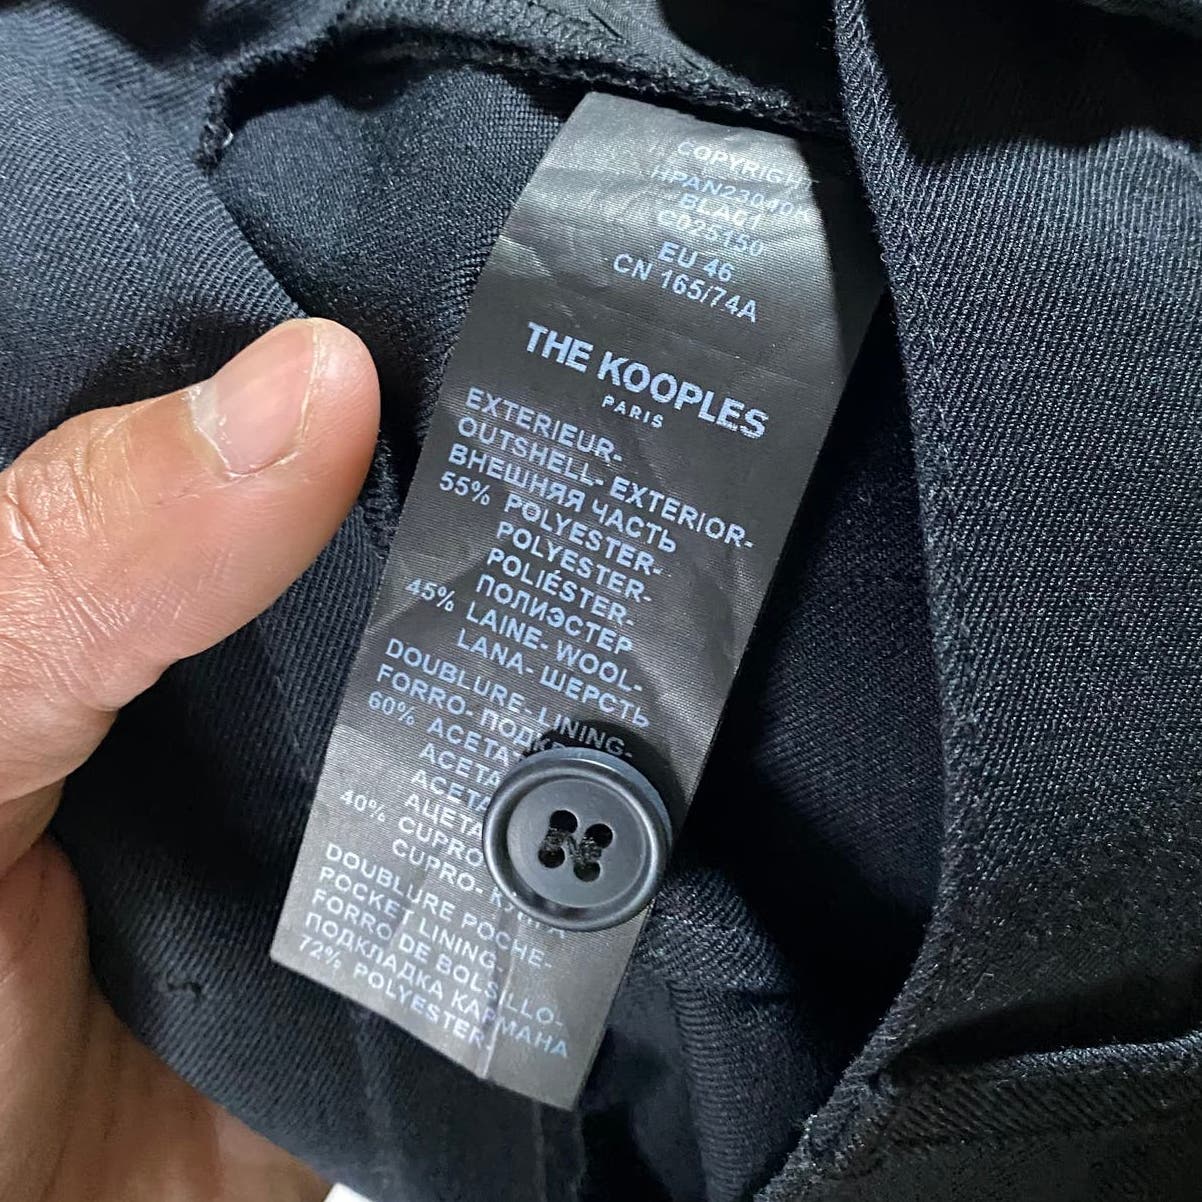 COPYRIGHT
HPAN23040K
BLA01
C025150
EU 46
CN 165/74A
THE KOOPLES
PARIS
EXTERIEUR-
OUTSHELL- EXTERIOR-
ВНЕШНЯЯ ЧАСТЬ
55% POLYESTER-
POLYESTER-
POLIÉSTER-
ПОЛИЭСТЕР
45% LAINE- WOOL-
LANA- ШЕРСТЬ
DOUBLURE- LINING-
FORRO-
60%
40% CUPRO
CUPRO-
DOUBLURE POCHE-
POCKET LINING-
FORRO DE BOLSILLO-
ПОДКЛАДКА КАРМАНА
72% POLYESTER.